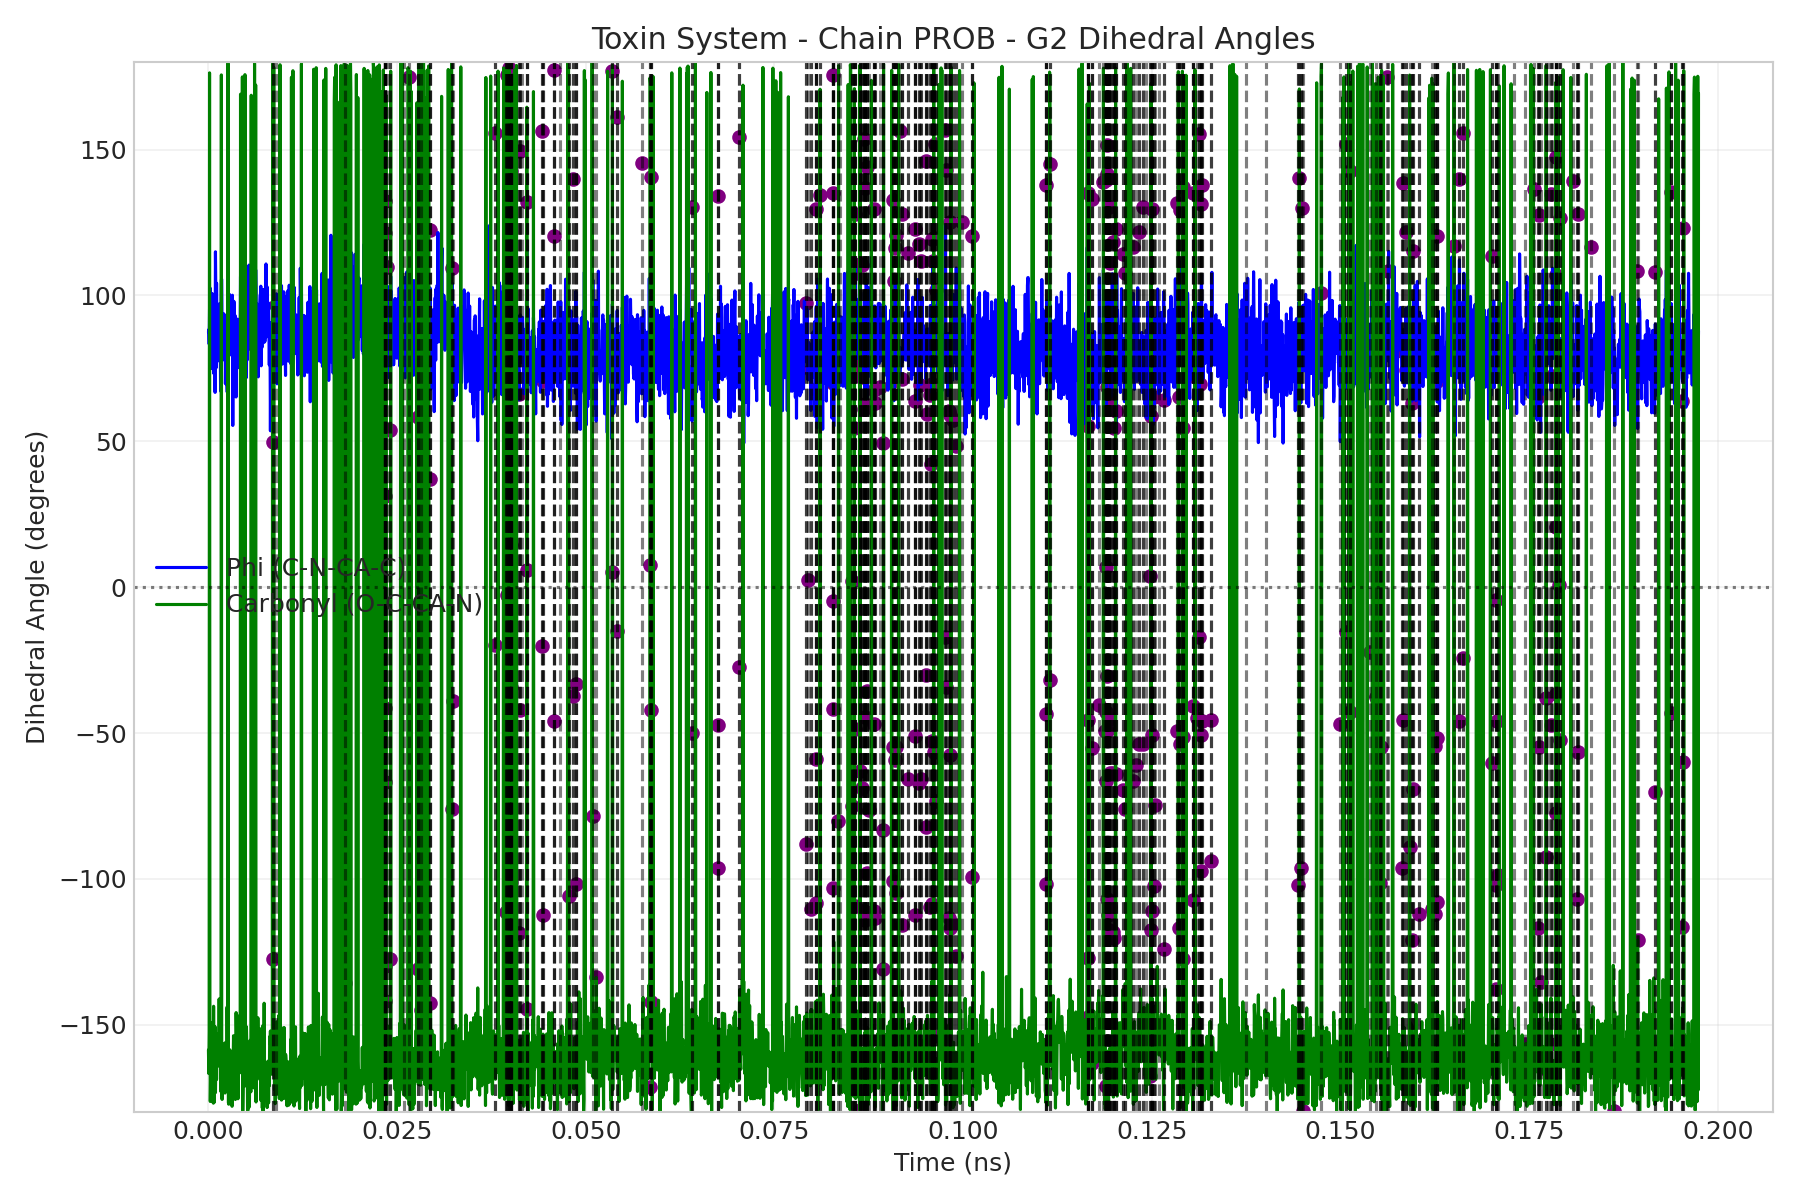 Toxin System - Chain PROB - G2 Dihedral Angles
Dihedral Angle (degrees)
150
100
50
0
−50
−100
−150
Phi (C-N-CA-C)
Carbonyl (O-C-CA-N)
0.000 0.025 0.050 0.075 0.100 0.125 0.150 0.175 0.200
Time (ns)